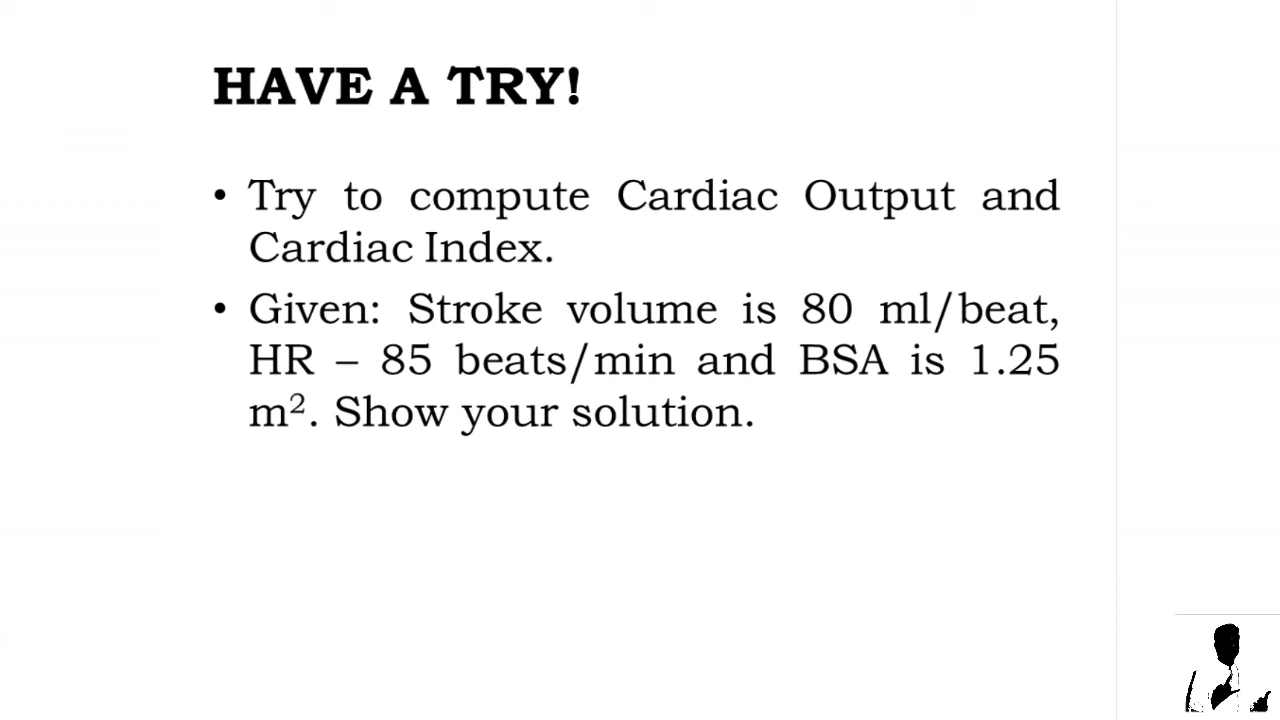 HAVE A TRY!
• Try to compute Cardiac Output and
Cardiac Index.
• Given: Stroke volume is 80 ml/beat,
HR – 85 beats/min and BSA is 1.25
m². Show your solution.